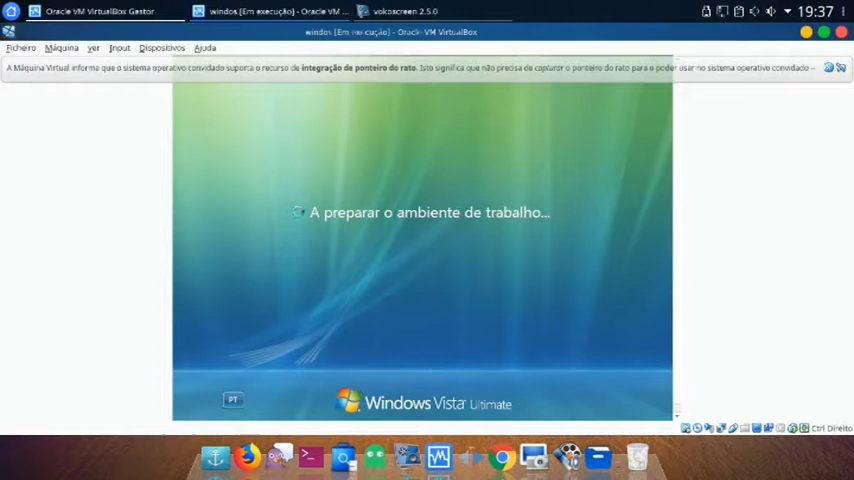 Oracle VM VirtualBox Gestor
windos [Em execução] - Oracle VM ...
vokoscreen 2.5.0
19:37
windos [Em execução] - Oracle VM VirtualBox
Ficheiro Máquina ver Input Dispositivos Ajuda
A Máquina Virtual informa que o sistema operativo convidado suporta o recurso de integração de ponteiro do rato. Isto significa que não precisa de capturar o ponteiro do rato para o poder usar no sistema operativo convidado --
A preparar o ambiente de trabalho...
PT
Windows Vista Ultimate
Ctrl Direito